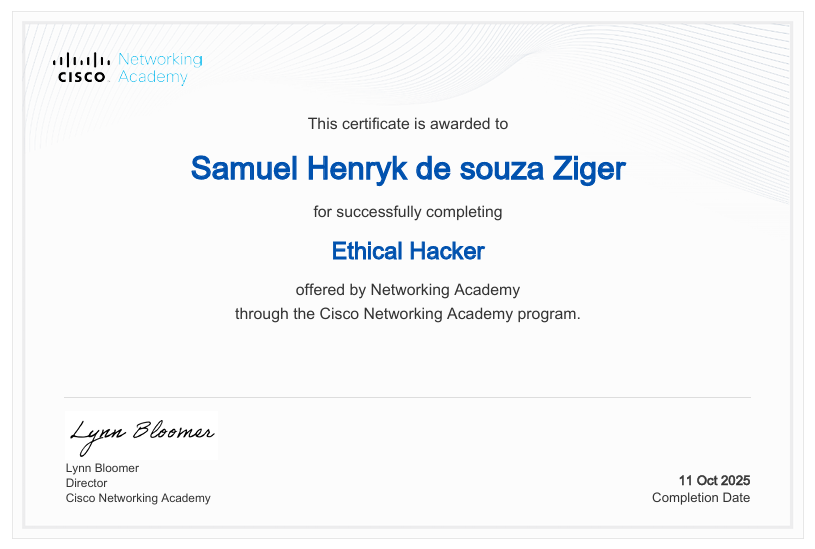 Networking
CISCO Academy
This certificate is awarded to
Samuel Henryk de souza Ziger
for successfully completing
Ethical Hacker
offered by Networking Academy
through the Cisco Networking Academy program.
Lynn Bloomer
Lynn Bloomer
Director
Cisco Networking Academy
11 Oct 2025
Completion Date